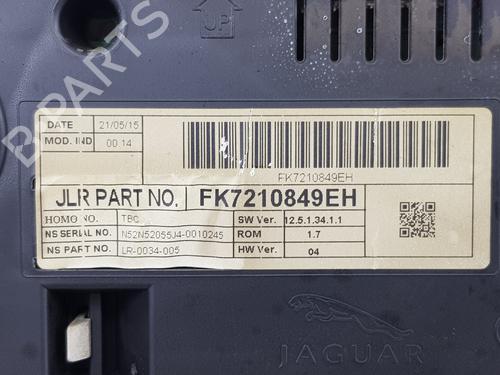 UP
B-PARTS
DATE 21/05/15
MOD. IND 00.14
FK7210849EH
JLR PART NO. FK7210849EH
HOMO NO. TBC SW Ver. 12.5.1.34.1.1
NS SERIAL NO. N52N52055J4-0010245 ROM 1.7
NS PART NO. LR-0034-005 HW Ver. 04
JAGUAR